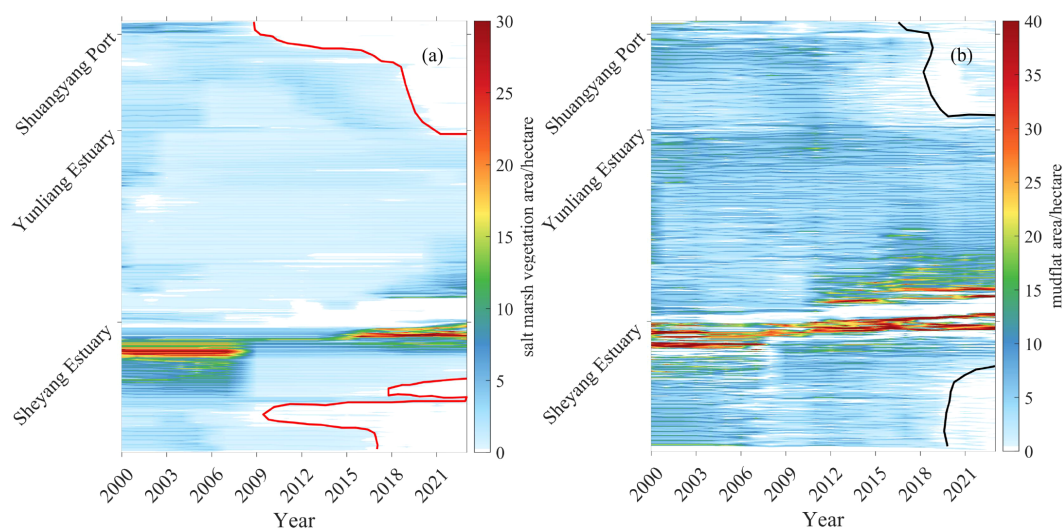 (a)
Shuangyang Port
Yunliang Estuary
Sheyang Estuary
2000 2003 2006 2009 2012 2015 2018 2021
Year
30
25
20
15
10
5
0
salt marsh vegetation area/hectare
(b)
Shuangyang Port
Yunliang Estuary
Sheyang Estuary
2000 2003 2006 2009 2012 2015 2018 2021
Year
40
35
30
25
20
15
10
5
0
mudflat area/hectare